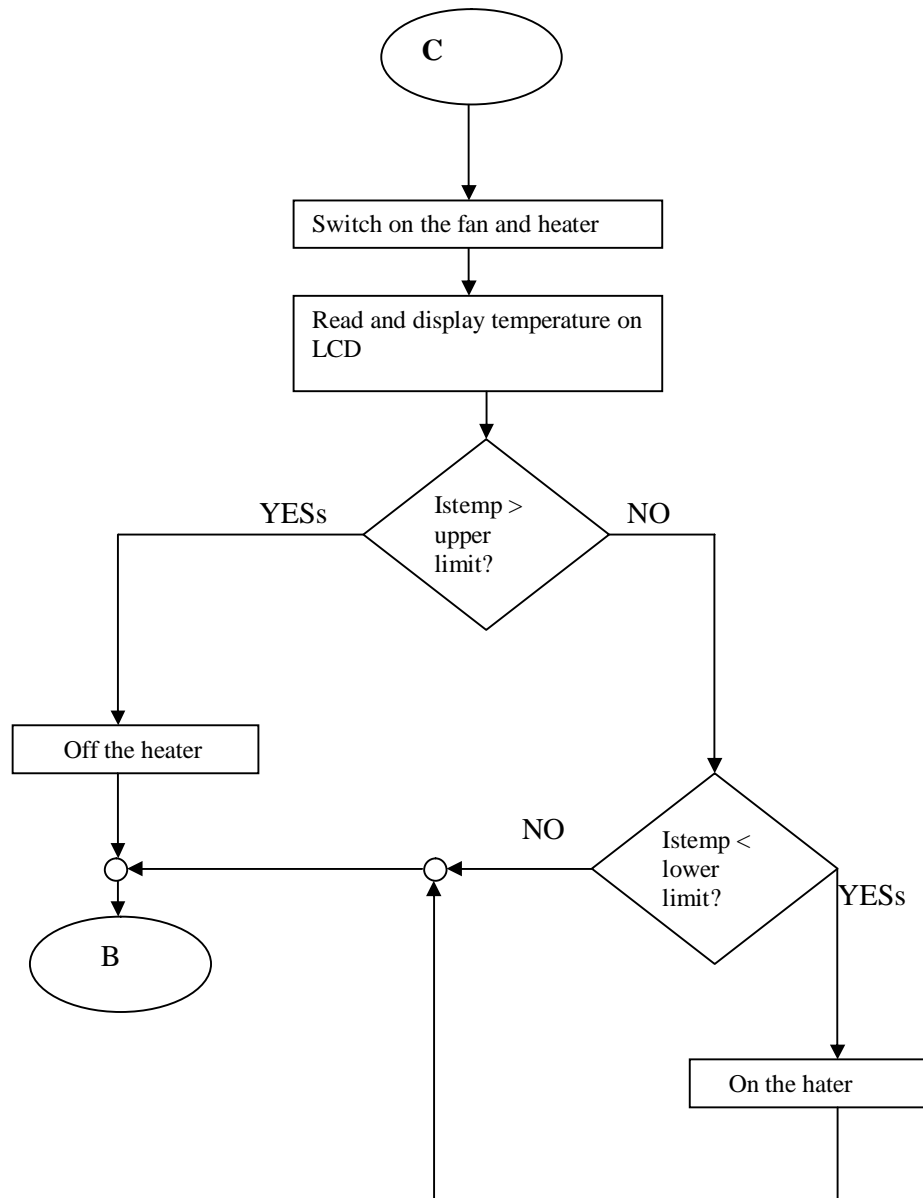 C
Switch on the fan and heater
Read and display temperature on
LCD
Istemp >
upper
limit?
YESs
NO
Off the heater
Istemp <
lower
limit?
NO
YESs
B
On the hater